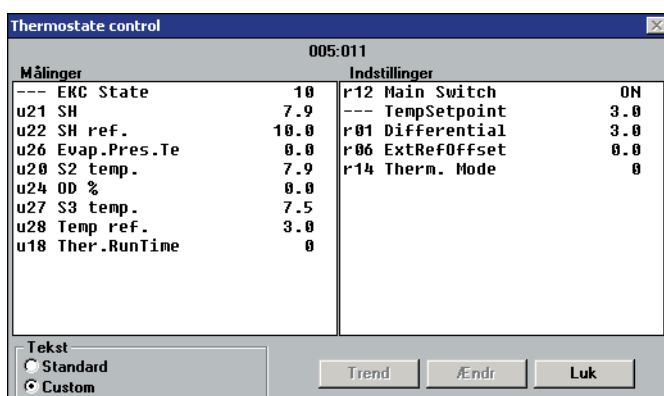 Thermostate control
005:011
Målinger
--- EKC State 10
u21 SH 7.9
u22 SH ref. 10.0
u26 Evap.Pres.Te 0.0
u20 S2 temp. 7.9
u24 OD % 0.0
u27 S3 temp. 7.5
u28 Temp ref. 3.0
u18 Ther.RunTime 0
Indstillinger
r12 Main Switch ON
--- TempSetpoint 3.0
r01 Differential 3.0
r06 ExtRefOffset 0.0
r14 Therm. Mode 0
Tekst
Standard
Custom
Trend
Ændr
Luk